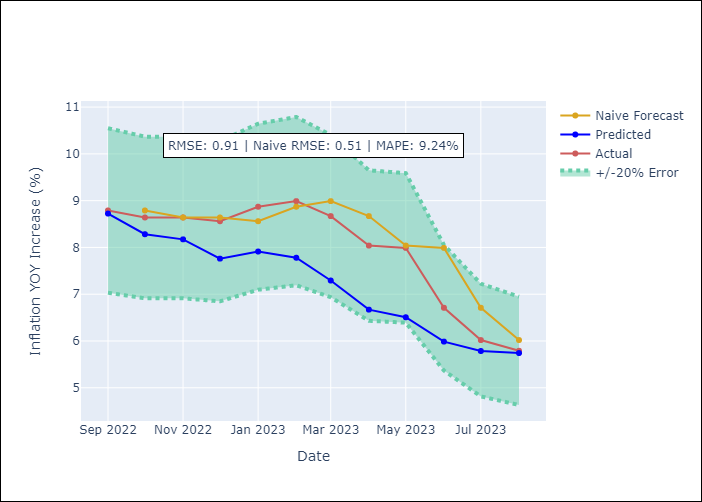 Naive Forecast
Predicted
Actual
+/-20% Error
RMSE: 0.91 | Naive RMSE: 0.51 | MAPE: 9.24%
11
10
9
8
7
6
5
Inflation YOY Increase (%)
Sep 2022 Nov 2022 Jan 2023 Mar 2023 May 2023 Jul 2023
Date